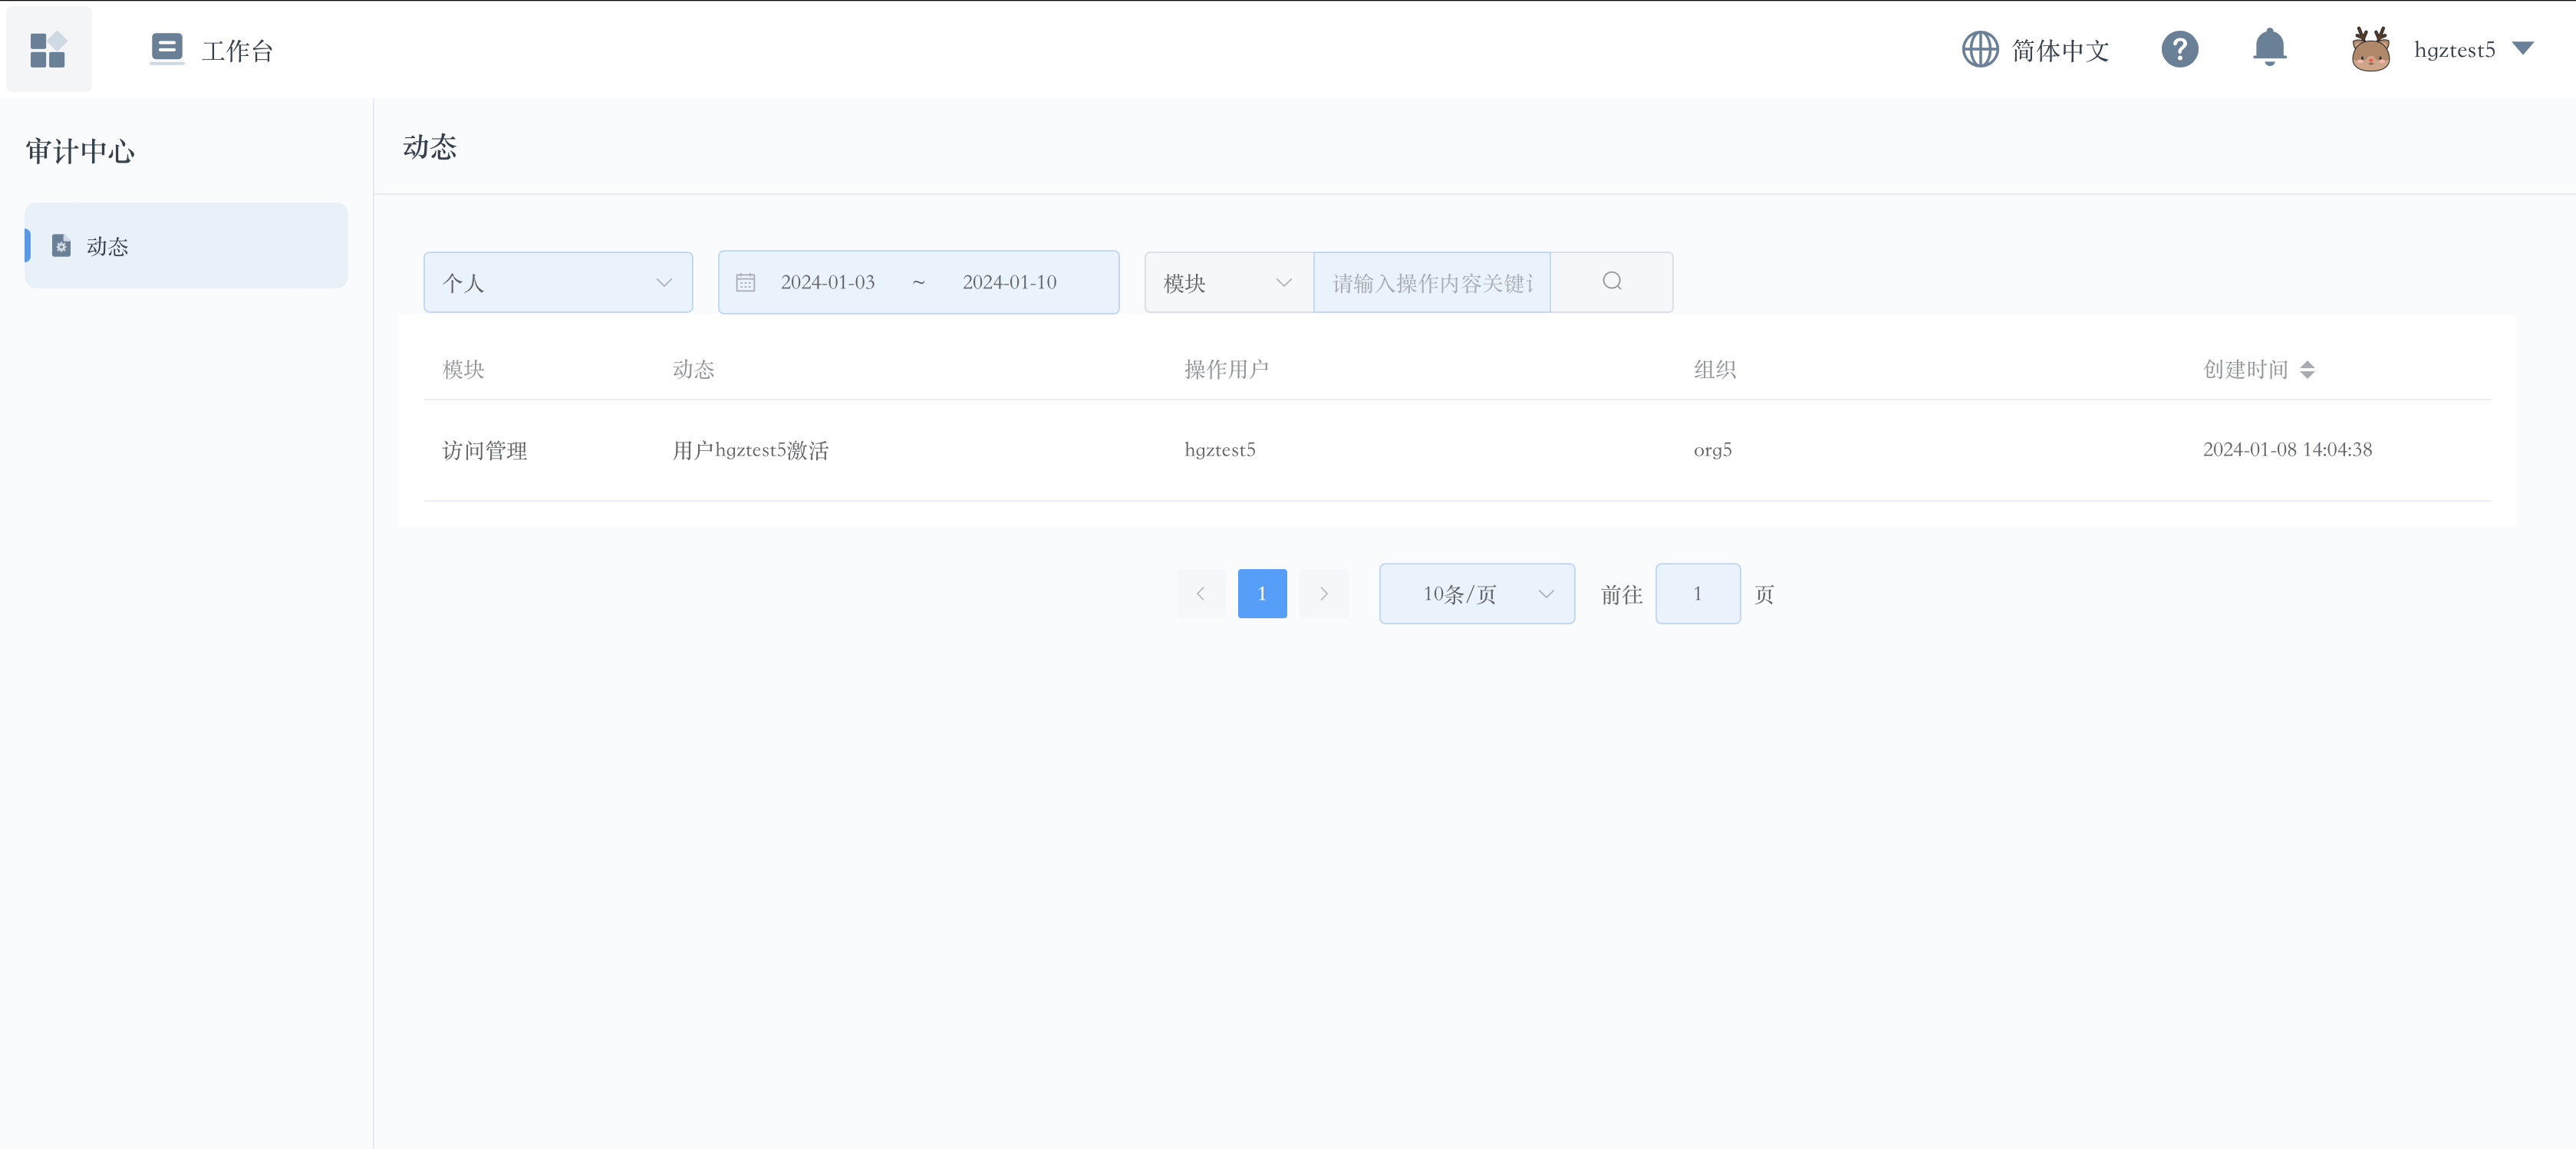 工作台
简体中文
hgztest5
审计中心
动态
动态
个人
2024-01-03 ~ 2024-01-10
模块
请输入操作内容关键
模块 动态 操作用户 组织 创建时间
访问管理 用户hgztest5激活 hgztest5 org5 2024-01-08 14:04:38
1 10条/页 前往 1 页